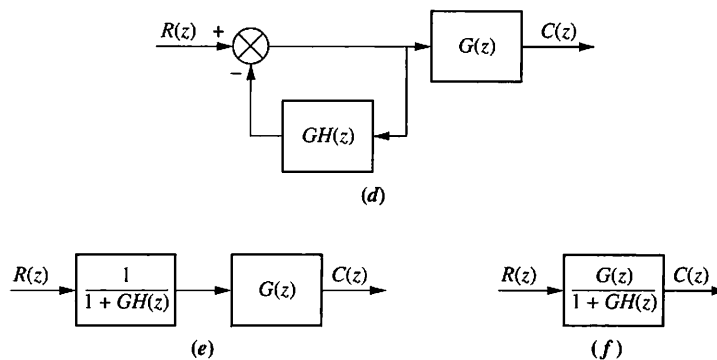 R(z) + G(z) C(z)
−
GH(z)
(d)
R(z) 1 / 1 + GH(z) G(z) C(z)
(e)
R(z) G(z) / 1 + GH(z) C(z)
(f)